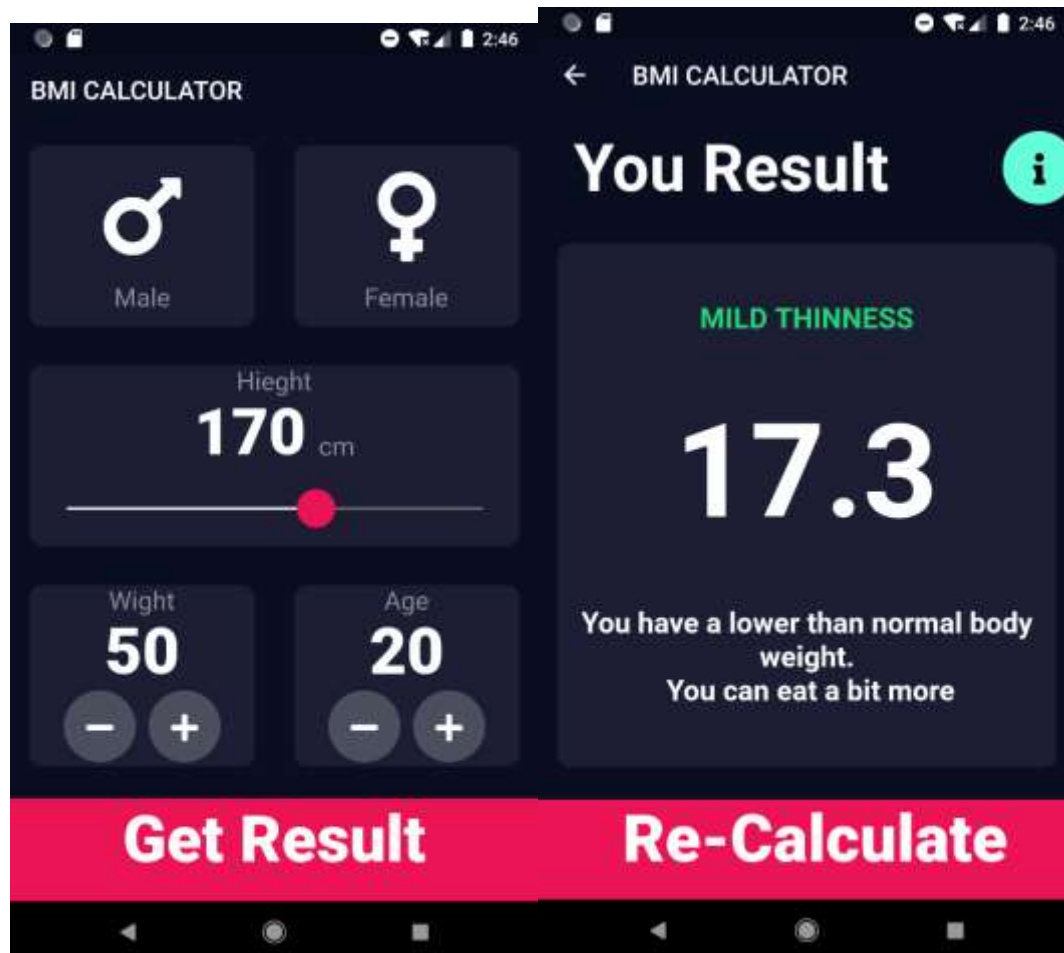 2:46
BMI CALCULATOR
Male Female
Hieght
170 cm
Wight Age
50 20
Get Result
2:46
BMI CALCULATOR
You Result
i
MILD THINNESS
17.3
You have a lower than normal body
weight.
You can eat a bit more
Re-Calculate